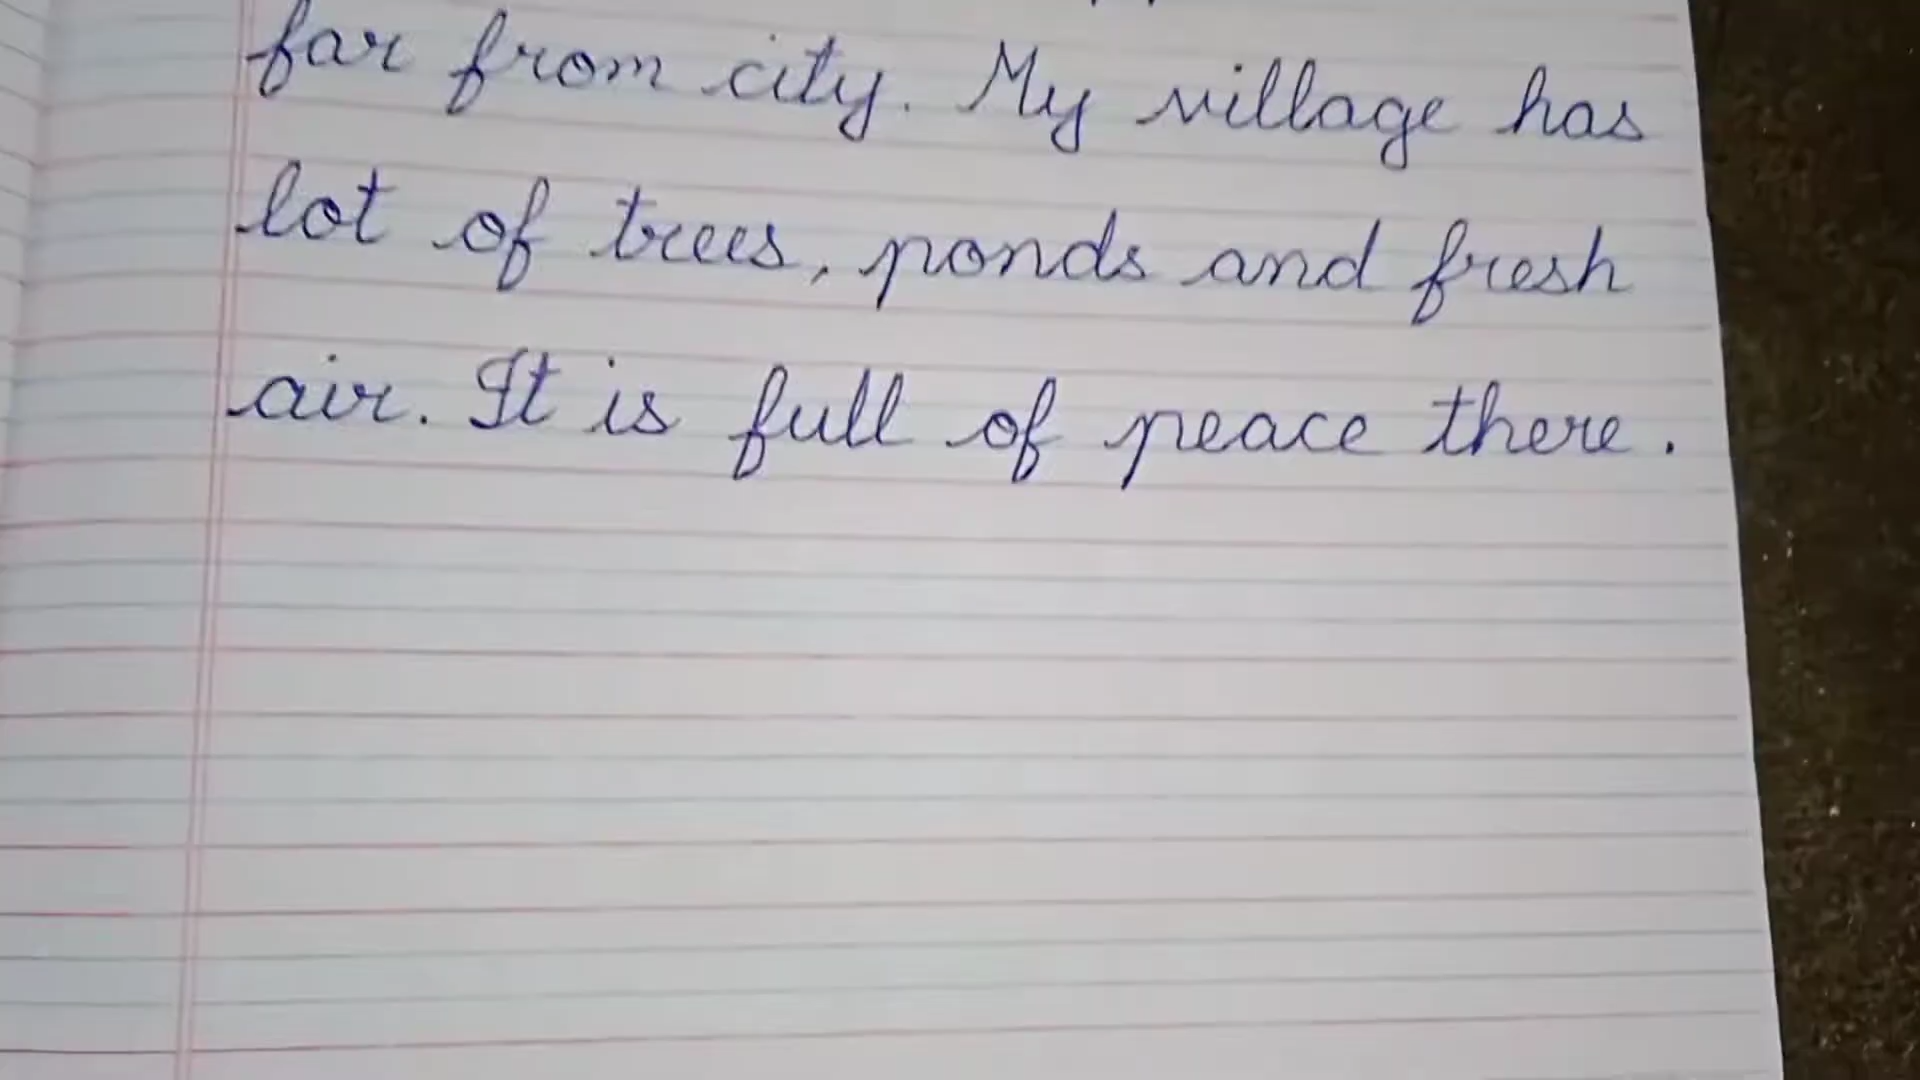 far from city. My village has
lot of trees, ponds and fresh
air. It is full of peace there.